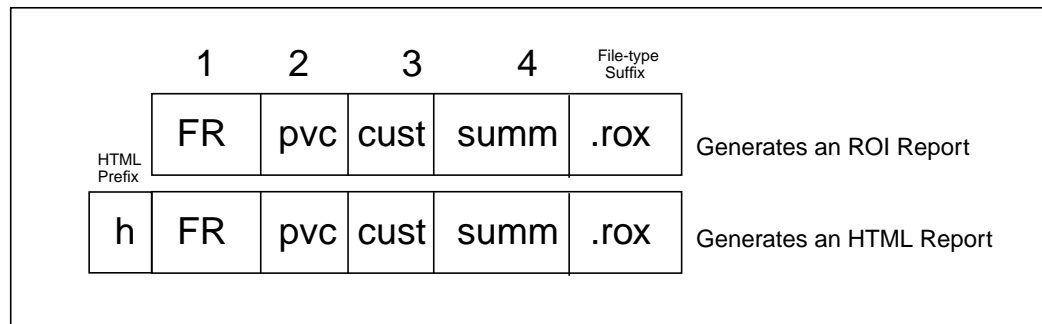 1 2 3 4 File-type
Suffix
FR pvc cust summ .rox Generates an ROI Report
HTML
Prefix
h FR pvc cust summ .rox Generates an HTML Report